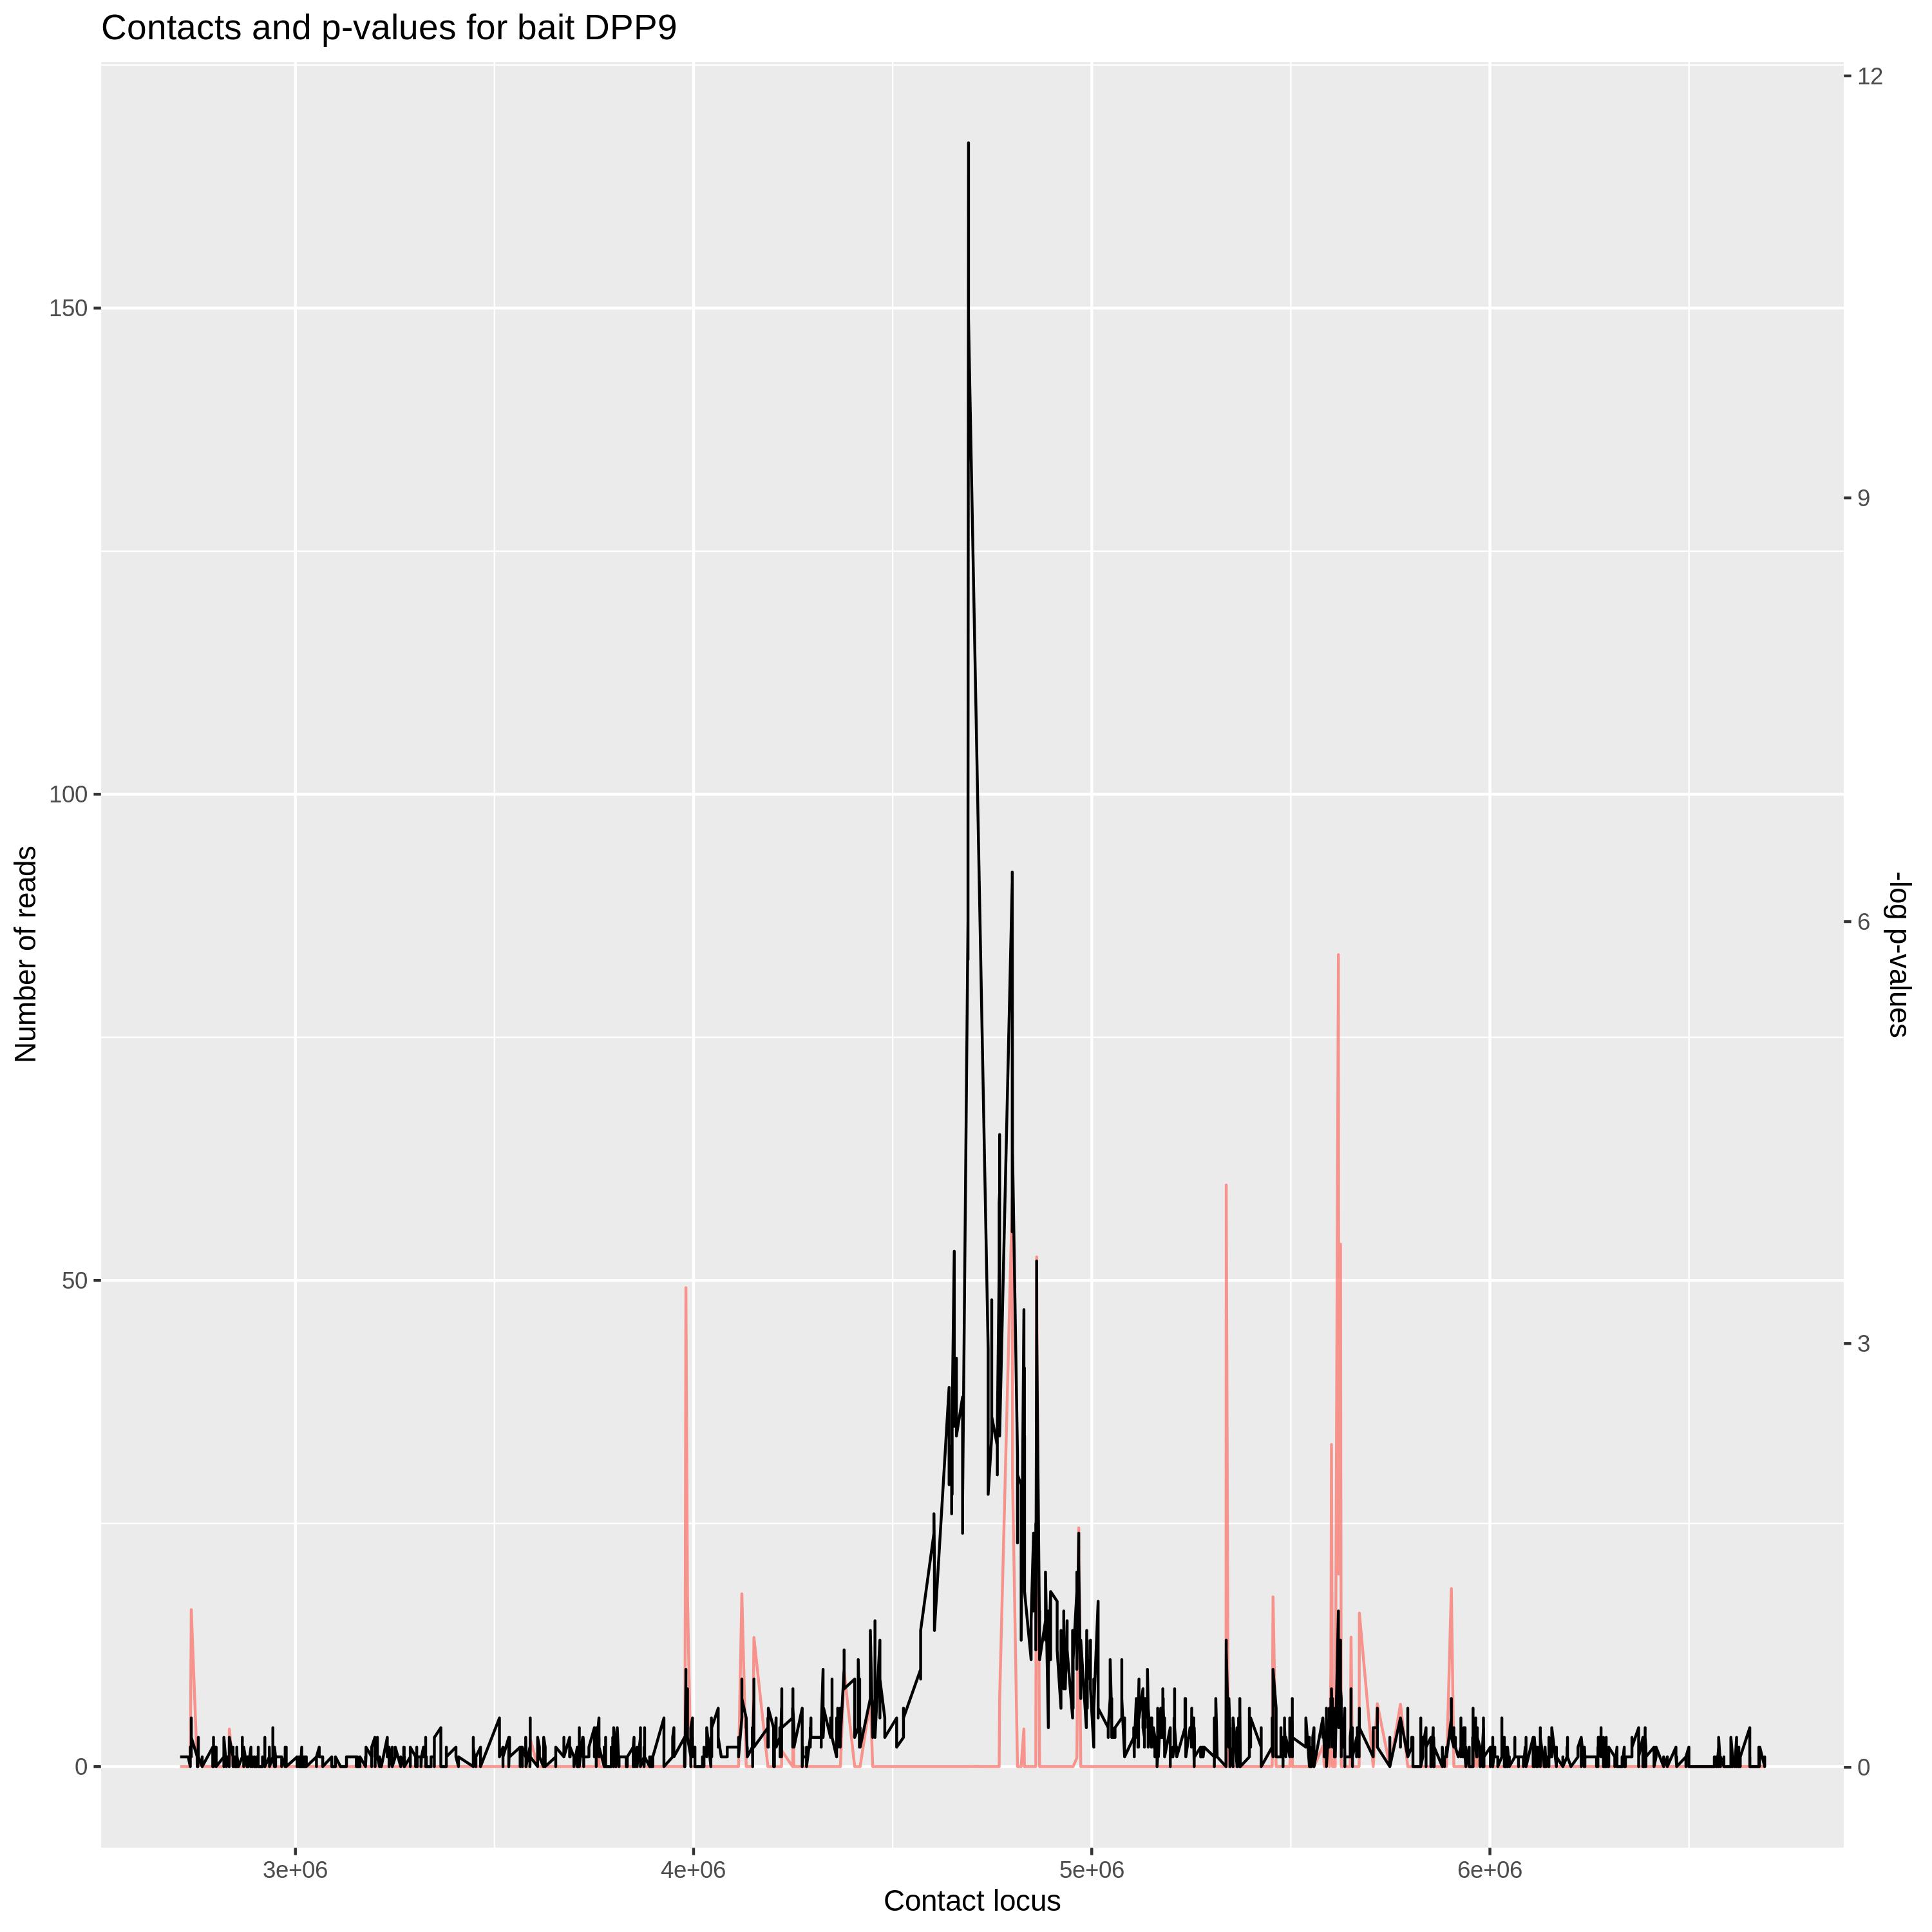 Contacts and p-values for bait DPP9
12
150
9
100
6
Number of reads
-log p-values
50
3
0
0
3e+06
4e+06
5e+06
6e+06
Contact locus